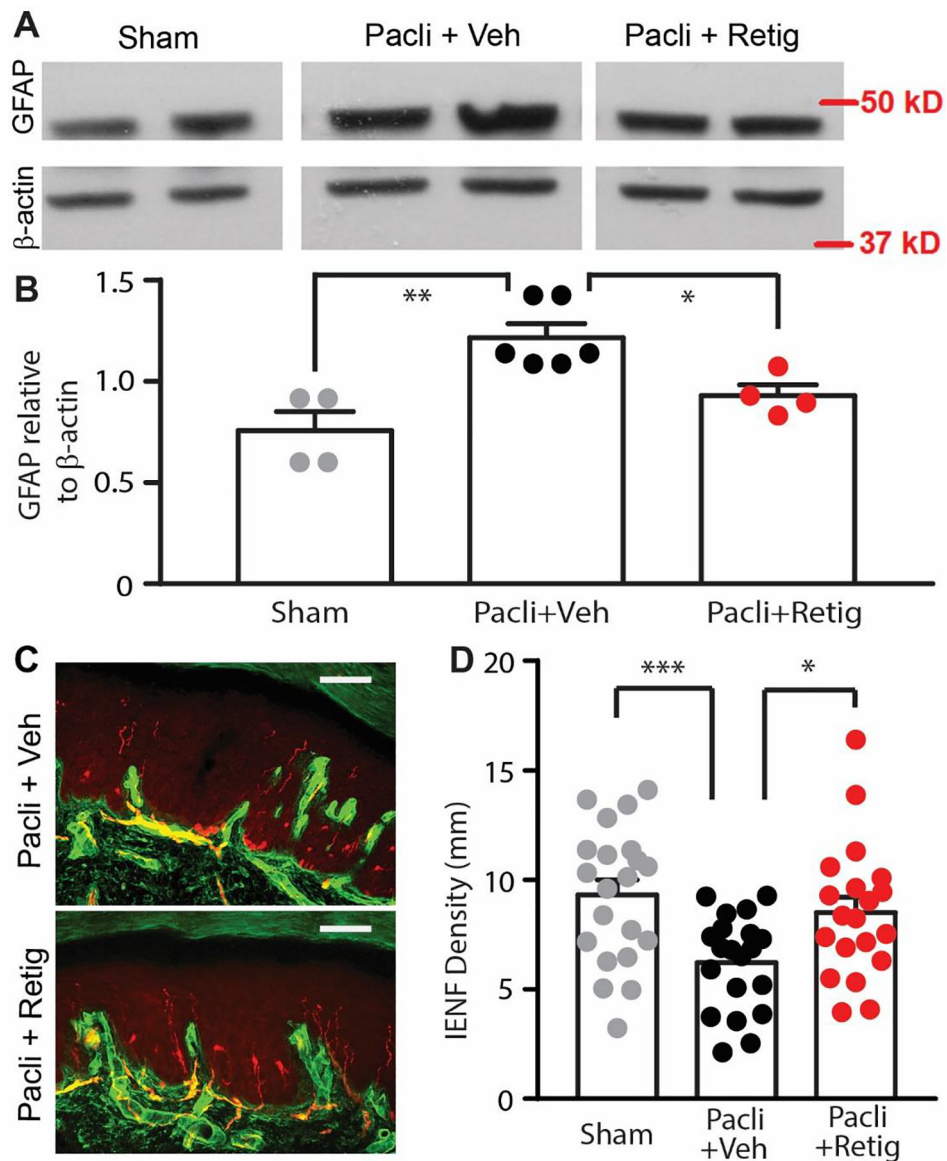 A
Sham
Pacli + Veh
Pacli + Retig
GFAP
50 kD
β-actin
37 kD
B
GFAP relative
to β-actin
1.5
1.0
0.5
0
**
*
Sham
Pacli+Veh
Pacli+Retig
C
Pacli + Veh
Pacli + Retig
D
IENF Density (mm)
20
15
10
5
0
***
*
Sham
Pacli
+Veh
Pacli
+Retig